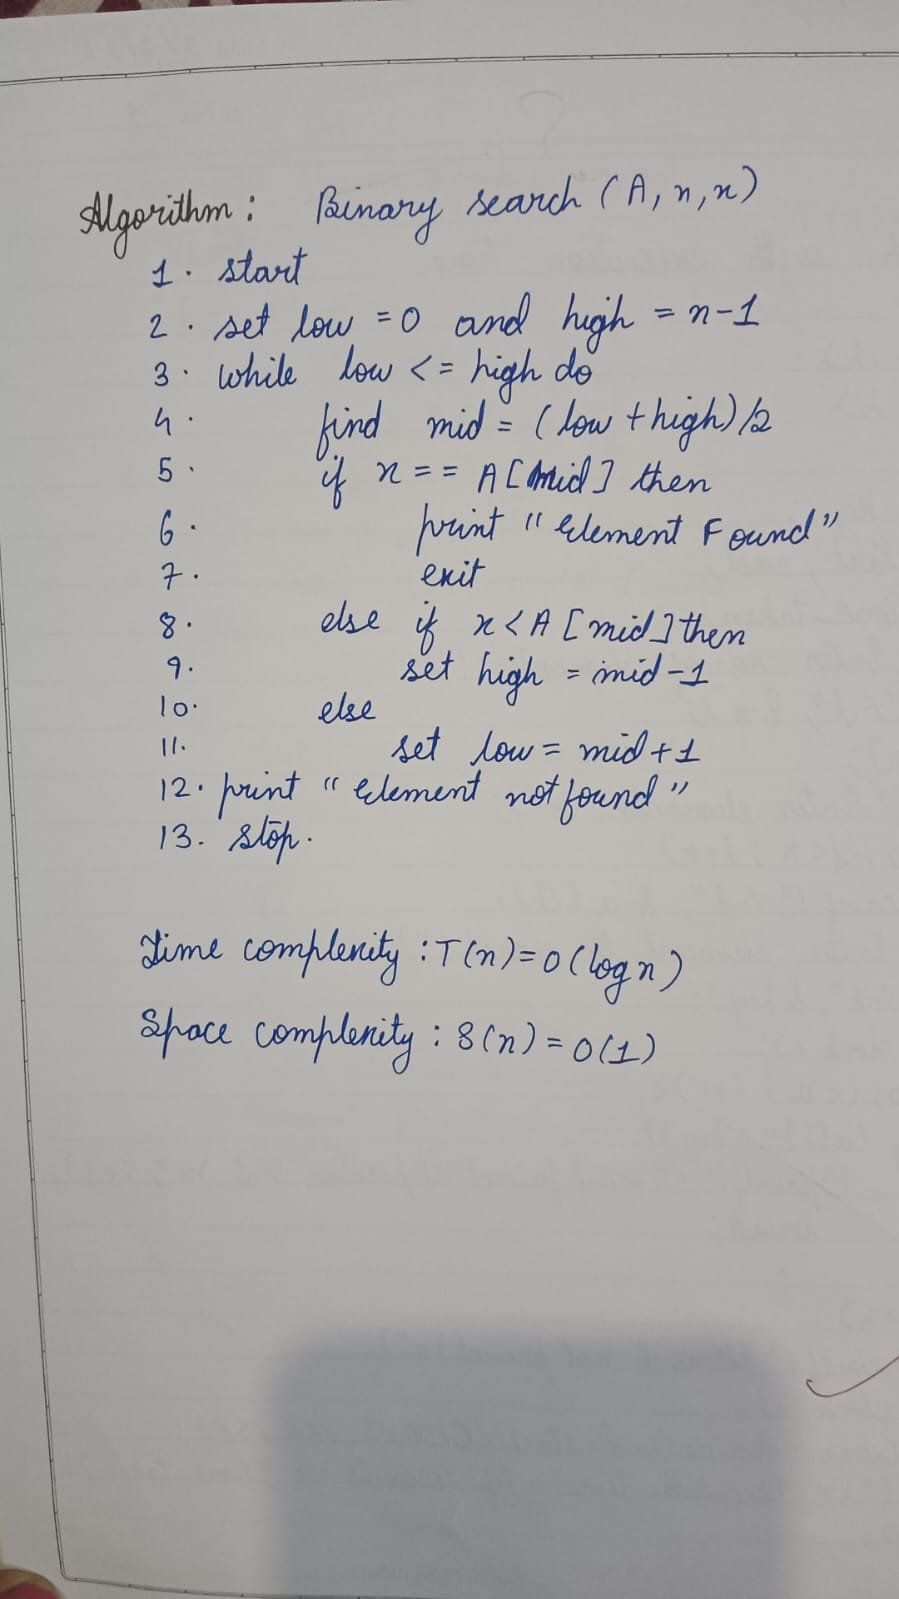 Algorithm: Binary search (A, n, x)
1. start
2. set low = 0 and high = n-1
3. while low <= high do
4. find mid = (low + high)/2
5. if x == A[mid] then
6. print "Element Found"
7. exit
8. else if x < A[mid] then
9. set high = mid-1
10. else
11. set low = mid+1
12. print "Element not found"
13. stop.
Time complexity : T(n) = O(log n)
Space complexity : S(n) = O(1)